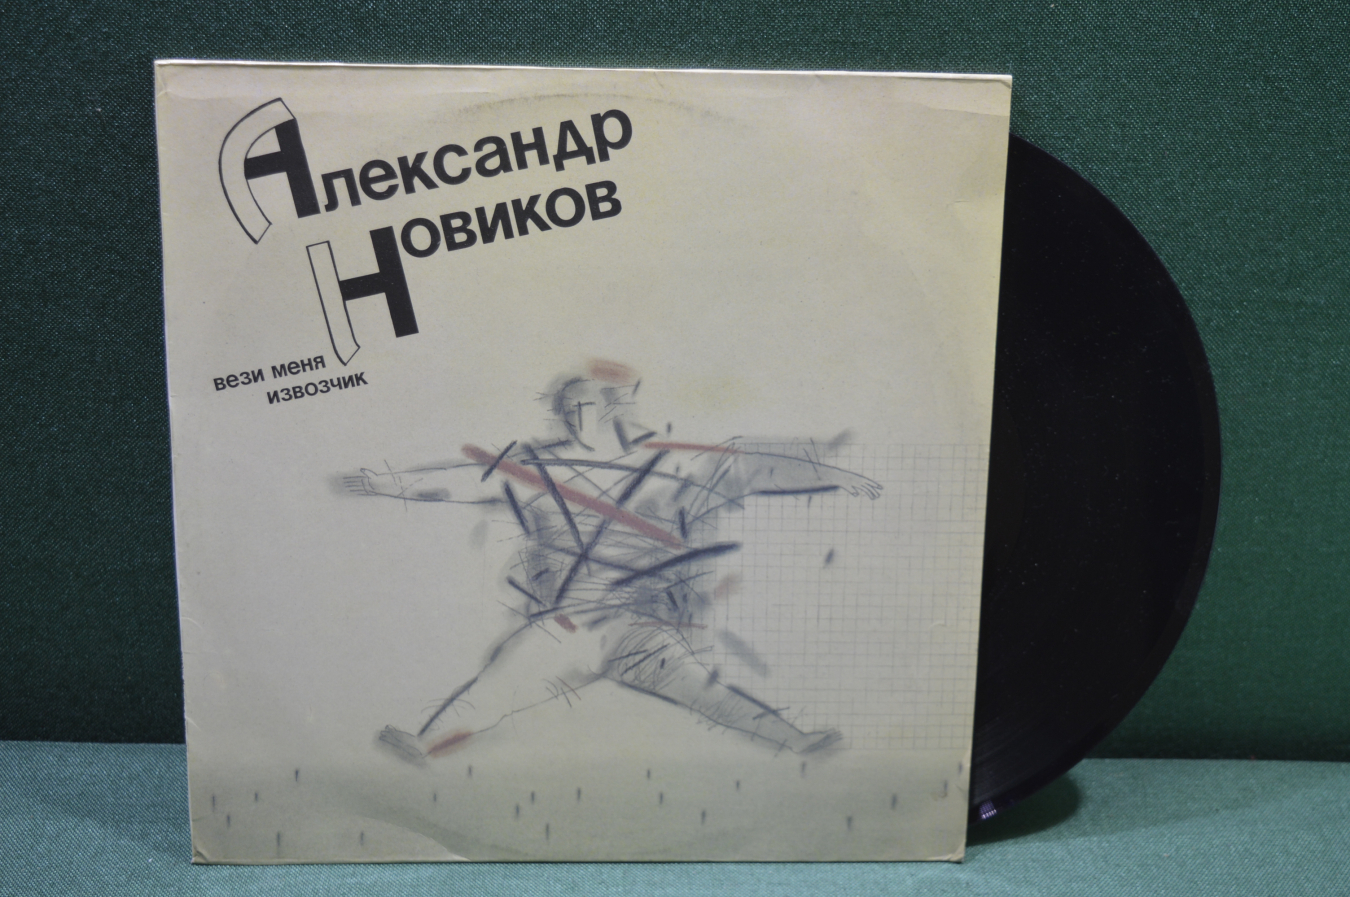 Александр
Новиков
вези меня
извозчик